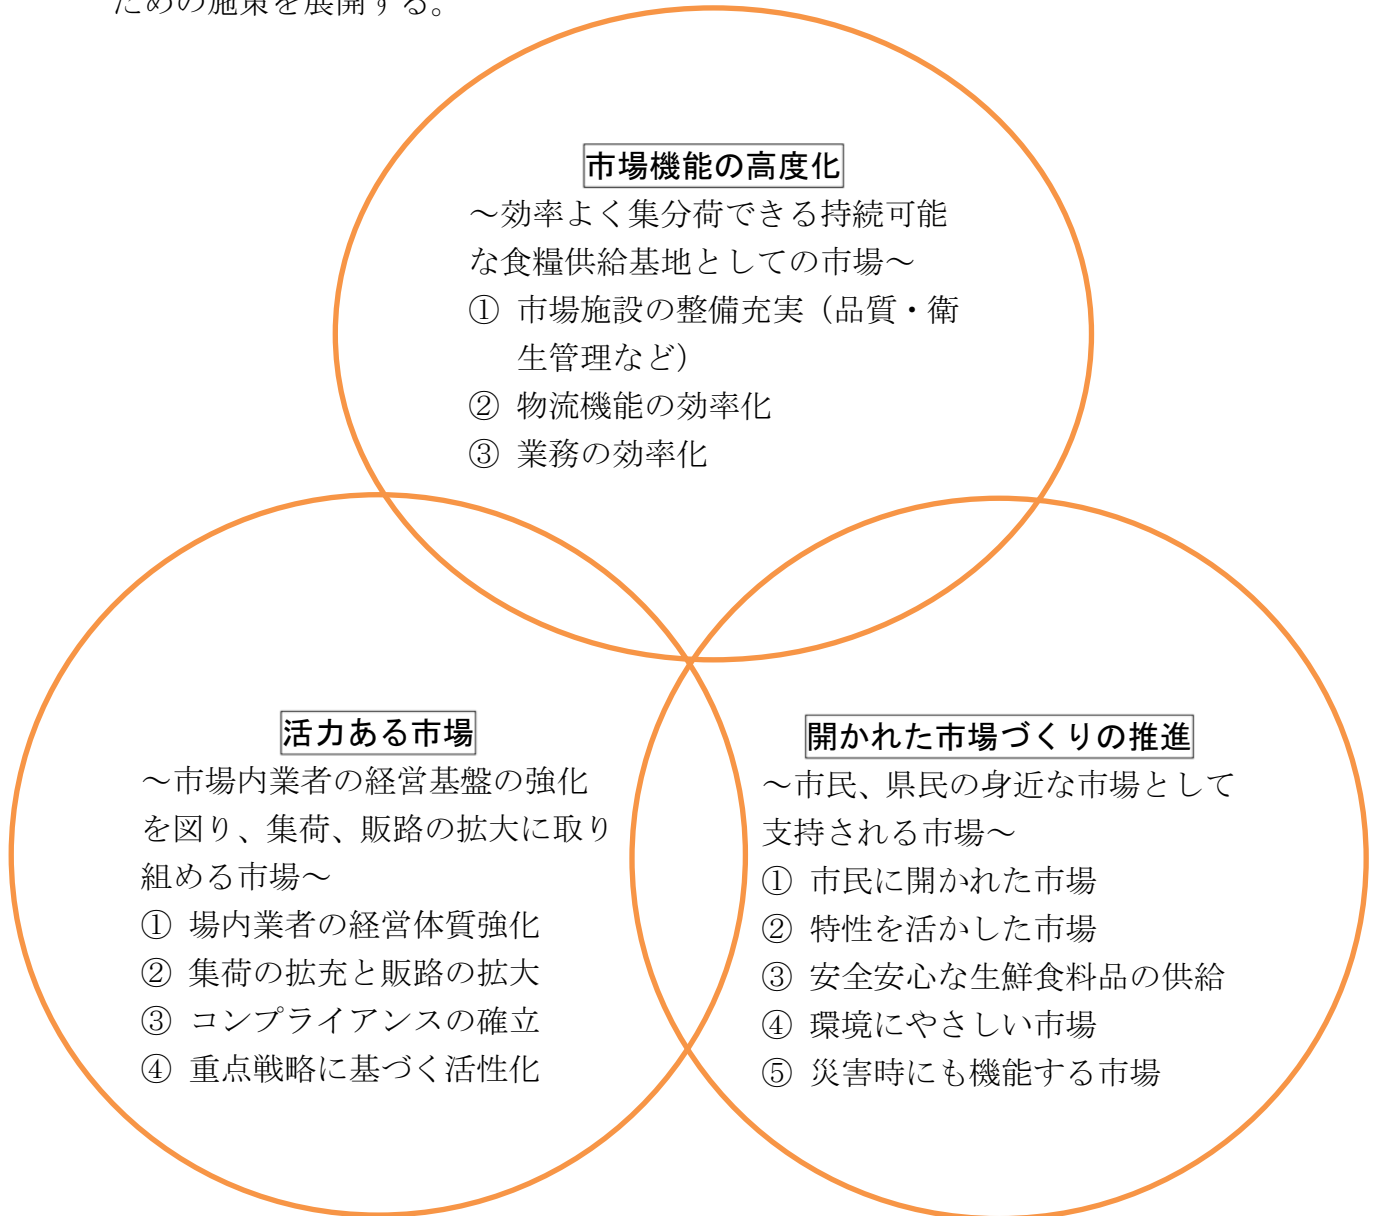 ための施策を展開する。
市場機能の高度化
～効率よく集分荷できる持続可能
な食糧供給基地としての市場～
① 市場施設の整備充実（品質・衛
生管理など）
② 物流機能の効率化
③ 業務の効率化
活力ある市場
～市場内業者の経営基盤の強化
を図り、集荷、販路の拡大に取り
組める市場～
① 場内業者の経営体質強化
② 集荷の拡充と販路の拡大
③ コンプライアンスの確立
④ 重点戦略に基づく活性化
開かれた市場づくりの推進
～市民、県民の身近な市場として
支持される市場～
① 市民に開かれた市場
② 特性を活かした市場
③ 安全安心な生鮮食料品の供給
④ 環境にやさしい市場
⑤ 災害時にも機能する市場